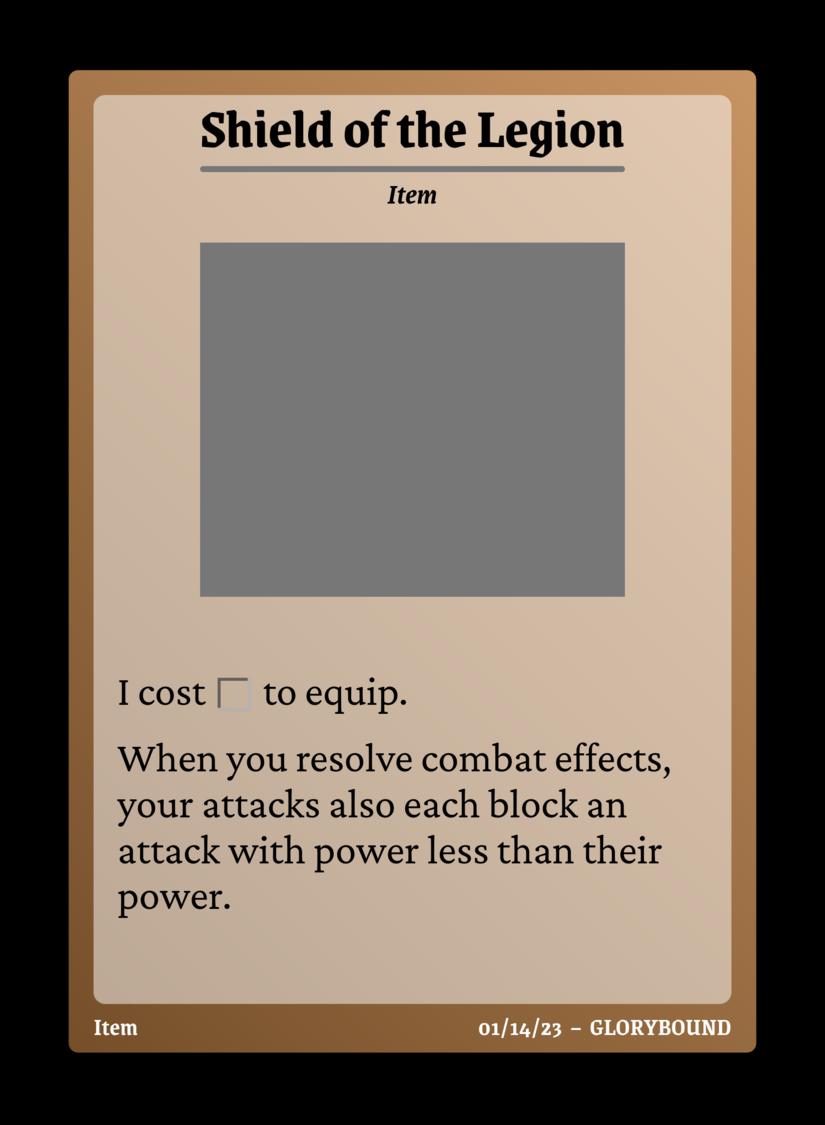 Shield of the Legion
Item
I cost to equip.
When you resolve combat effects,
your attacks also each block an
attack with power less than their
power.
Item
01/14/23 – GLORYBOUND